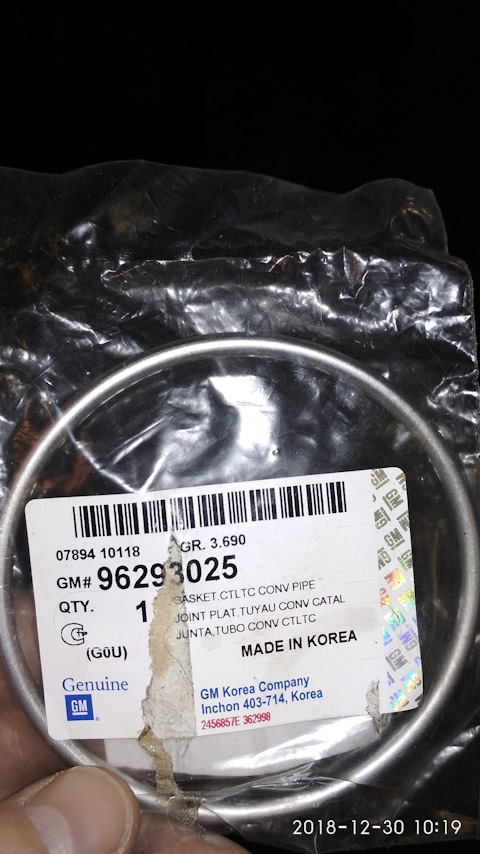 07894 10118 GR. 3.690
GM# 96293025
QTY. 1
GASKET,CTLTC CONV PIPE
JOINT PLAT,TUYAU CONV CATAL
JUNTA,TUBO CONV CTLTC
(G0U) MADE IN KOREA
Genuine
GM
GM Korea Company
Inchon 403-714, Korea
2456857E 362998
2018-12-30 10:19